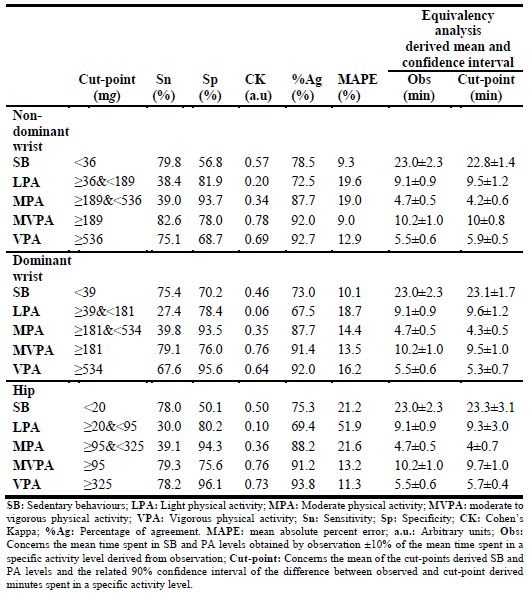 Equivalency
analysis
derived mean and
confidence interval
Cut-point Sn Sp CK %Ag MAPE Obs Cut-point
(mg) (%) (%) (a.u) (%) (%) (min) (min)
Non-
dominant
wrist
SB <36 79.8 56.8 0.57 78.5 9.3 23.0±2.3 22.8±1.4
LPA ≥36&<189 38.4 81.9 0.20 72.5 19.6 9.1±0.9 9.5±1.2
MPA ≥189&<536 39.0 93.7 0.34 87.7 19.0 4.7±0.5 4.2±0.6
MVPA ≥189 82.6 78.0 0.78 92.0 9.0 10.2±1.0 10±0.8
VPA ≥536 75.1 68.7 0.69 92.7 12.9 5.5±0.6 5.9±0.5
Dominant
wrist
SB <39 75.4 70.2 0.46 73.0 10.1 23.0±2.3 23.1±1.7
LPA ≥39&<181 27.4 78.4 0.06 67.5 18.7 9.1±0.9 9.6±1.2
MPA ≥181&<534 39.8 93.5 0.35 87.7 14.4 4.7±0.5 4.3±0.5
MVPA ≥181 79.1 76.0 0.76 91.4 13.5 10.2±1.0 9.5±1.0
VPA ≥534 67.6 95.6 0.64 92.0 16.2 5.5±0.6 5.3±0.7
Hip
SB <20 78.0 50.1 0.50 75.3 21.2 23.0±2.3 23.3±3.1
LPA ≥20&<95 30.0 80.2 0.10 69.4 51.9 9.1±0.9 9.3±3.0
MPA ≥95&<325 39.1 94.3 0.36 88.2 21.6 4.7±0.5 4±0.7
MVPA ≥95 79.3 75.6 0.76 91.2 13.2 10.2±1.0 9.7±1.0
VPA ≥325 78.2 96.1 0.73 93.8 11.3 5.5±0.6 5.7±0.4
SB: Sedentary behaviours; LPA: Light physical activity; MPA: Moderate physical activity; MVPA: moderate to
vigorous physical activity; VPA: Vigorous physical activity; Sn: Sensitivity; Sp: Specificity; CK: Cohen's
Kappa; %Ag: Percentage of agreement. MAPE: mean absolute percent error; a.u.: Arbitrary units; Obs:
Concerns the mean time spent in SB and PA levels obtained by observation ±10% of the mean time spent in a
specific activity level derived from observation; Cut-point: Concerns the mean of the cut-points derived SB and
PA levels and the related 90% confidence interval of the difference between observed and cut-point derived
minutes spent in a specific activity level.